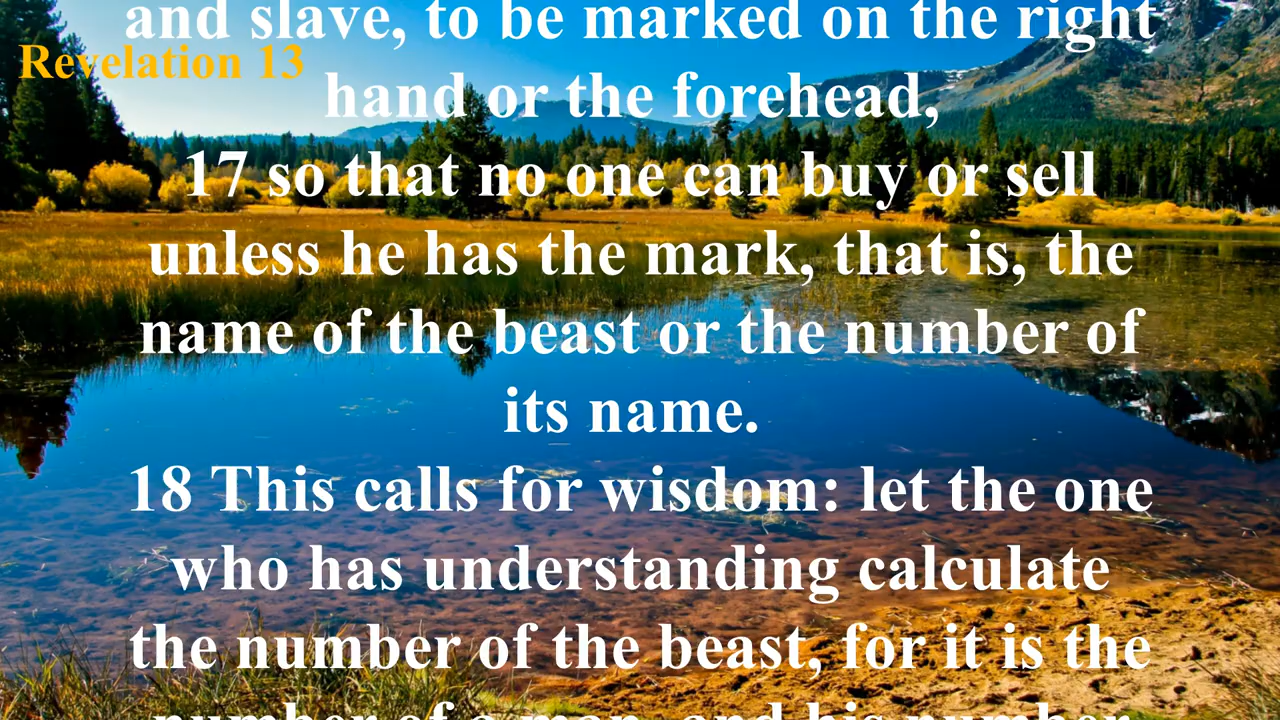 and slave, to be marked on the right
Revelation 13
hand or the forehead,
17 so that no one can buy or sell
unless he has the mark, that is, the
name of the beast or the number of
its name.
18 This calls for wisdom: let the one
who has understanding calculate
the number of the beast, for it is the
number of a man, and his number